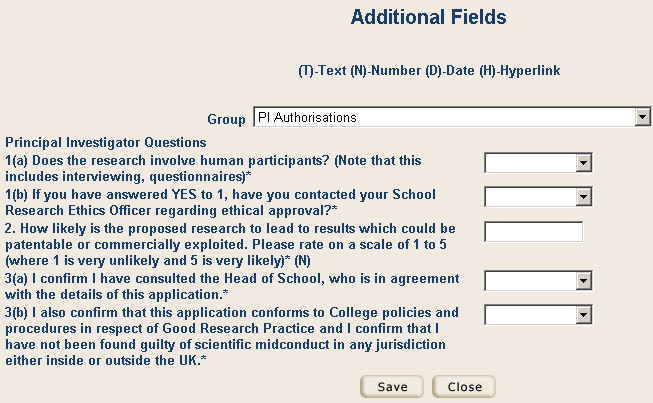 Additional Fields
(T)-Text (N)-Number (D)-Date (H)-Hyperlink
Group PI Authorisations
Principal Investigator Questions
1(a) Does the research involve human participants? (Note that this
includes interviewing, questionnaires)*
1(b) If you have answered YES to 1, have you contacted your School
Research Ethics Officer regarding ethical approval?*
2. How likely is the proposed research to lead to results which could be
patentable or commercially exploited. Please rate on a scale of 1 to 5
(where 1 is very unlikely and 5 is very likely)* (N)
3(a) I confirm I have consulted the Head of School, who is in agreement
with the details of this application.*
3(b) I also confirm that this application conforms to College policies and
procedures in respect of Good Research Practice and I confirm that I
have not been found guilty of scientific midconduct in any jurisdiction
either inside or outside the UK.*
Save Close